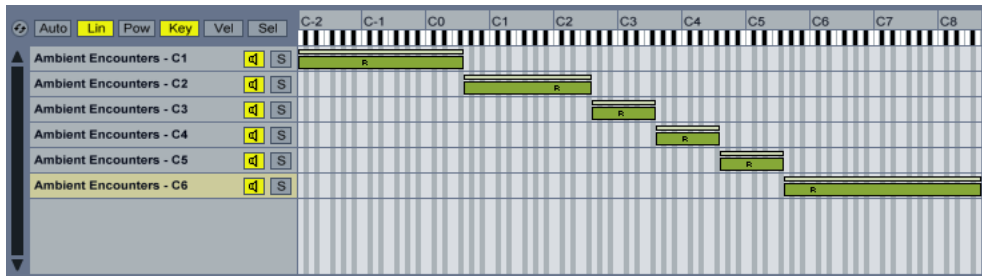 Auto Lin Pow Key Vel Sel C-2 C-1 C0 C1 C2 C3 C4 C5 C6 C7 C8
Ambient Encounters - C1 S R
Ambient Encounters - C2 S R
Ambient Encounters - C3 S R
Ambient Encounters - C4 S R
Ambient Encounters - C5 S R
Ambient Encounters - C6 S R